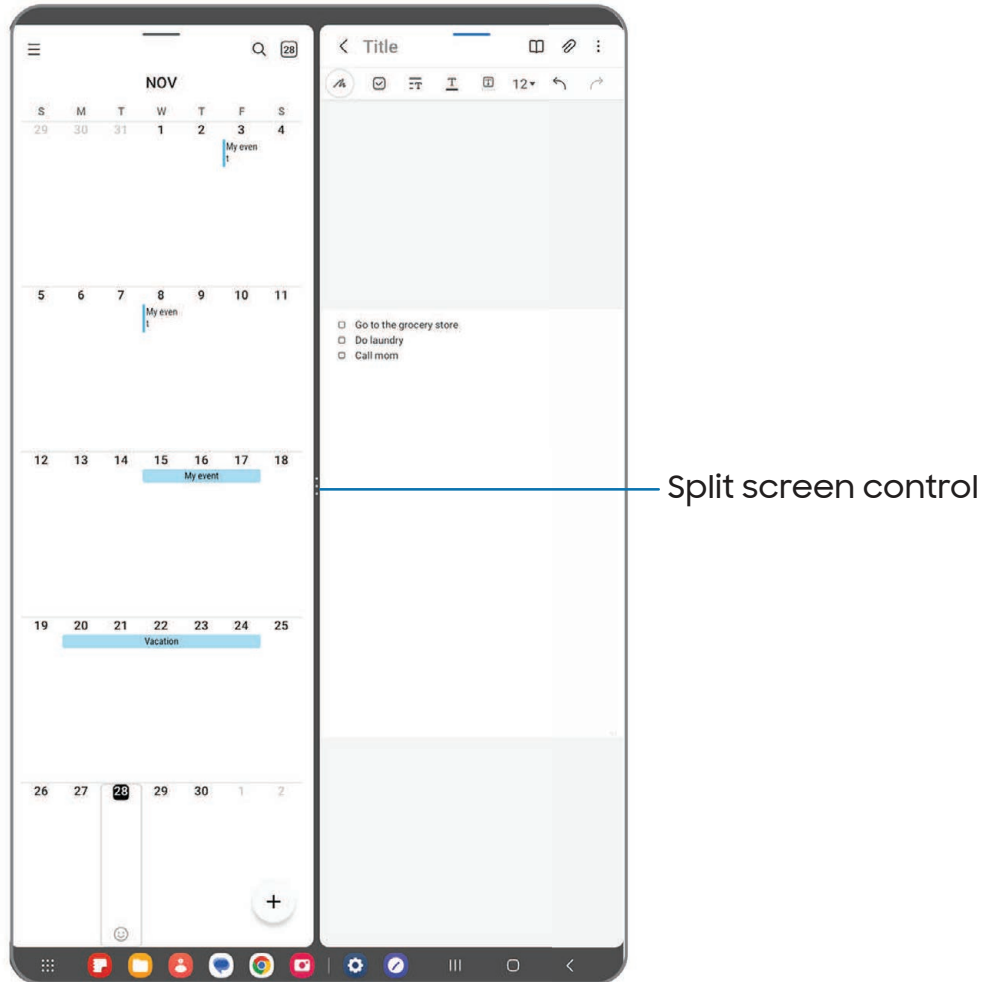 28
NOV
S M T W T F S
29 30 31 1 2 3 4
My even
t
5 6 7 8 9 10 11
My even
t
12 13 14 15 16 17 18
My event
19 20 21 22 23 24 25
Vacation
26 27 28 29 30 1 2
Title
T T T 12
Go to the grocery store
Do laundry
Call mom
Split screen control